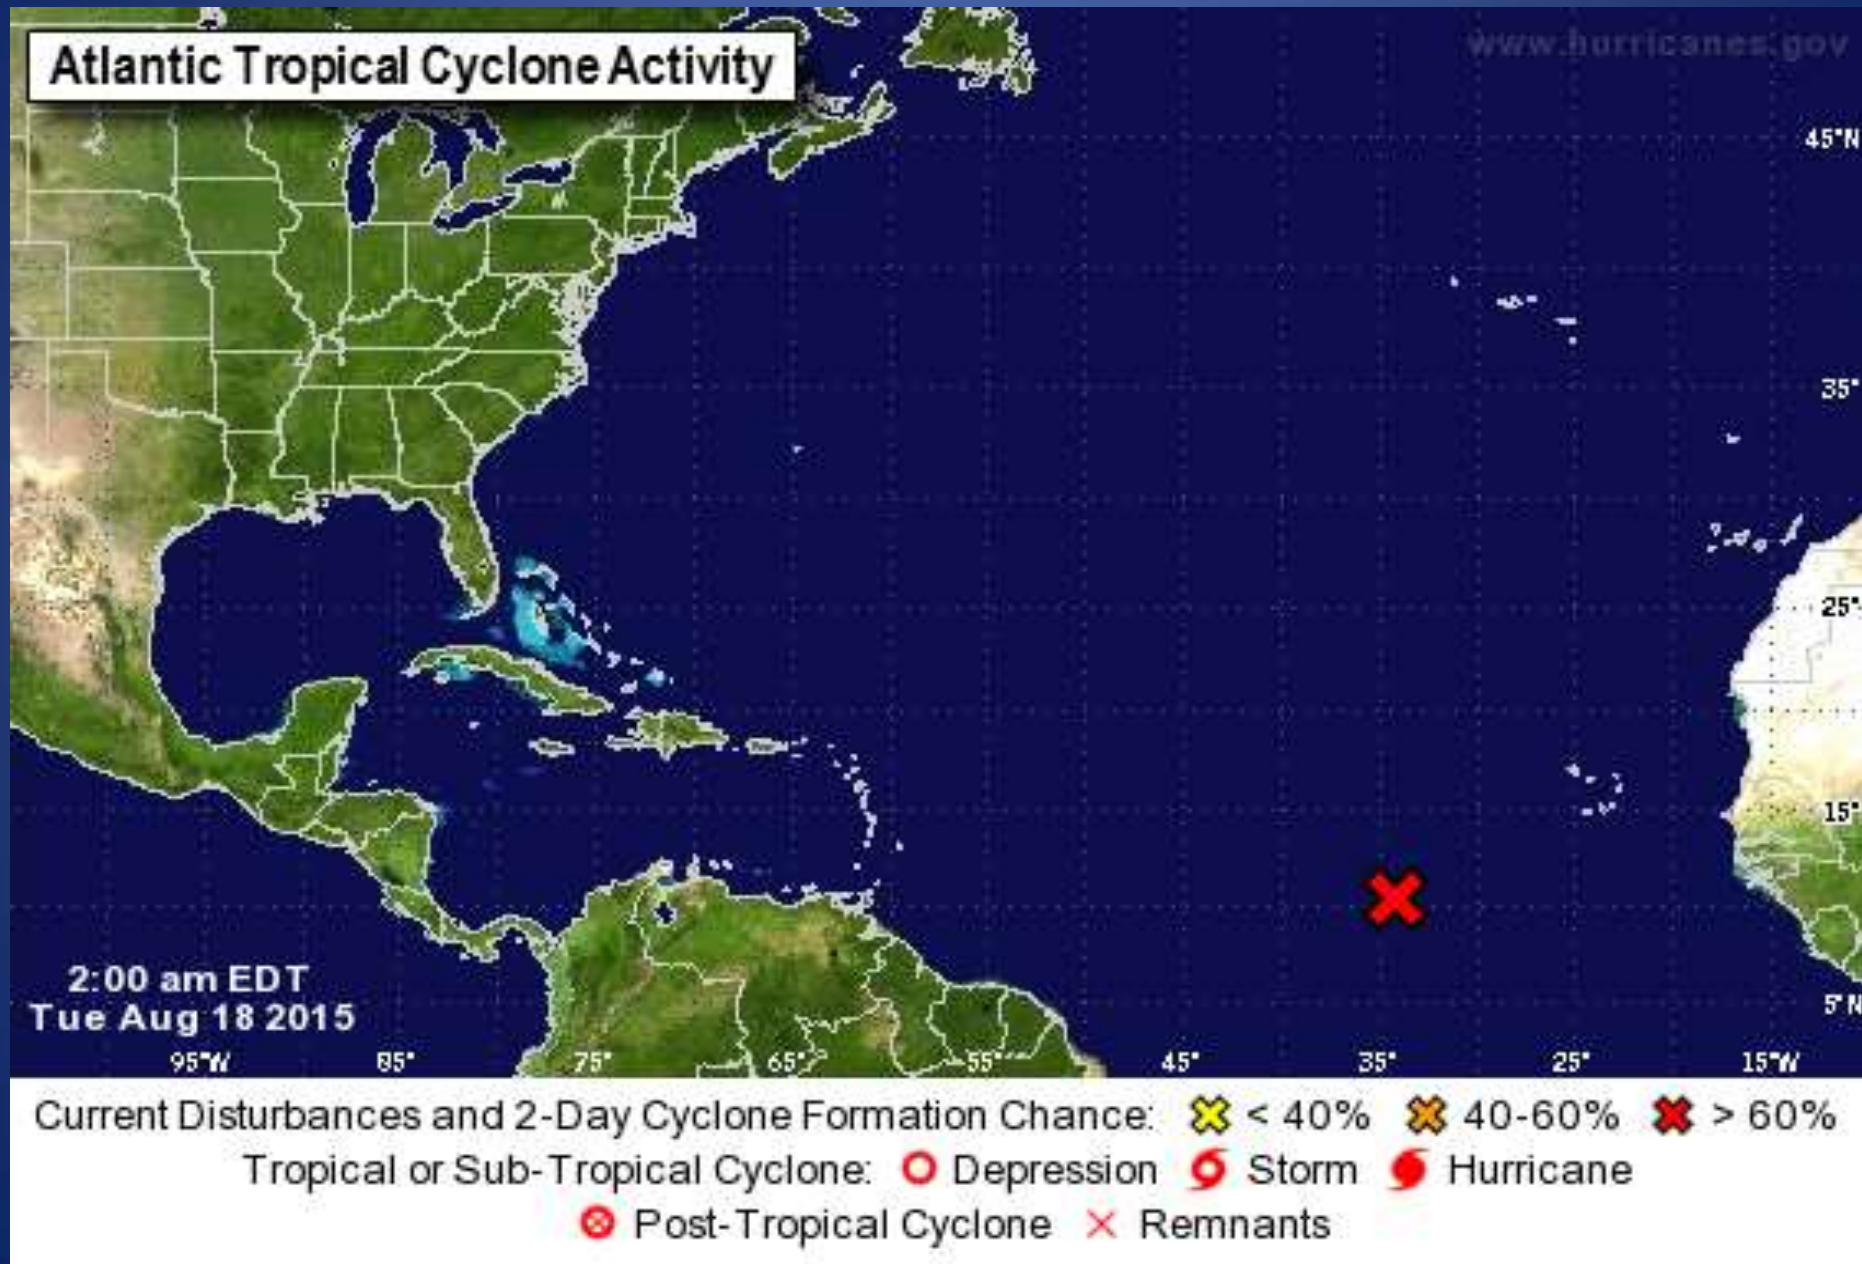 Atlantic Tropical Cyclone Activity
www.hurricanes.gov
45°N
35°
25°
15°
5°N
2:00 am EDT
Tue Aug 18 2015
95°W 85° 75° 65° 55° 45° 35° 25° 15°W
Current Disturbances and 2-Day Cyclone Formation Chance: < 40% 40-60% > 60%
Tropical or Sub-Tropical Cyclone: Depression Storm Hurricane
Post-Tropical Cyclone Remnants